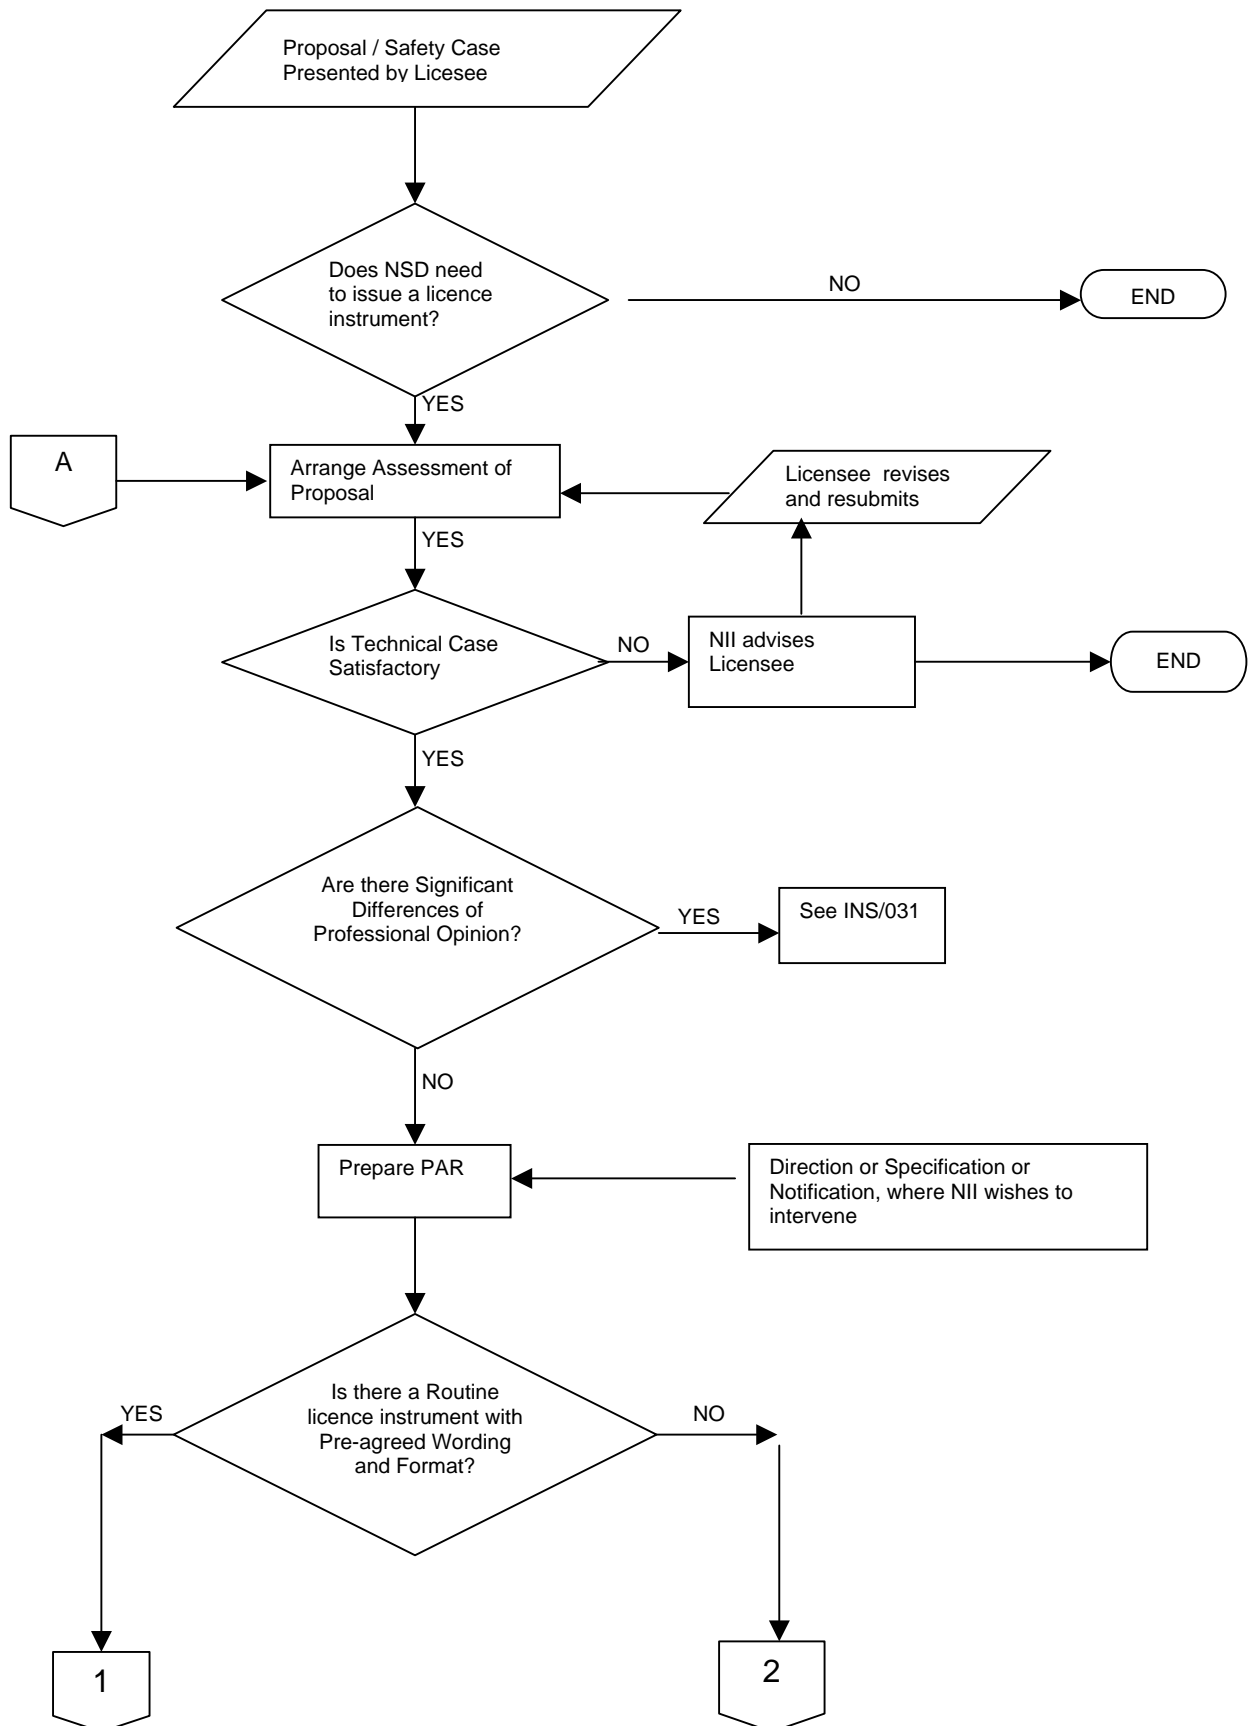 Proposal / Safety Case
Presented by Licesee
Does NSD need
to issue a licence
instrument?
NO
END
YES
A
Arrange Assessment of
Proposal
Licensee revises
and resubmits
YES
Is Technical Case
Satisfactory
NO
NII advises
Licensee
END
YES
Are there Significant
Differences of
Professional Opinion?
YES
See INS/031
NO
Prepare PAR
Direction or Specification or
Notification, where NII wishes to
intervene
Is there a Routine
licence instrument with
Pre-agreed Wording
and Format?
YES
NO
1
2